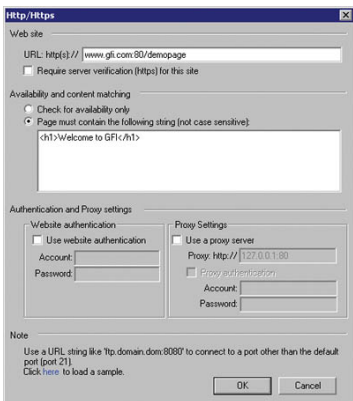 Http/Https
Web site
URL: http(s):// www.gfi.com:80/demopage
Require server verification (https) for this site
Availability and content matching
Check for availability only
Page must contain the following string (not case sensitive):
<h1>Welcome to GFI</h1>
Authentication and Proxy settings
Website authentication
Use website authentication
Account:
Password:
Proxy Settings
Use a proxy server
Proxy: http:// 127.0.0.1:80
Proxy authentication
Account:
Password:
Note
Use a URL string like 'ftp.domain.dom:8080' to connect to a port other than the default
port (port 21).
Click here to load a sample.
OK
Cancel